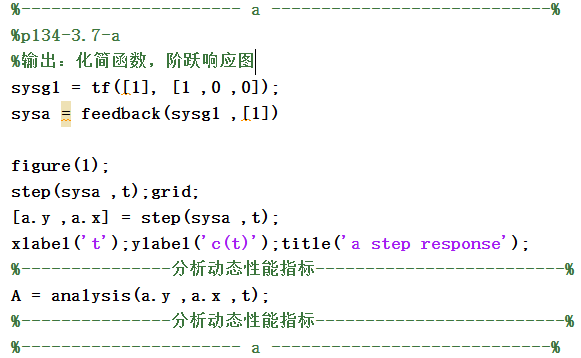 %---------------------- a ----------------------------%
%p134-3.7-a
%输出：化简函数，阶跃响应图
sysg1 = tf([1], [1 ,0 ,0]);
sysa = feedback(sysg1 ,[1])
figure(1);
step(sysa ,t);grid;
[a.y ,a.x] = step(sysa ,t);
xlabel('t');ylabel('c(t)');title('a step response');
%---------------分析动态性能指标-------------------------%
A = analysis(a.y ,a.x ,t);
%---------------分析动态性能指标-------------------------%
%---------------------- a ----------------------------%